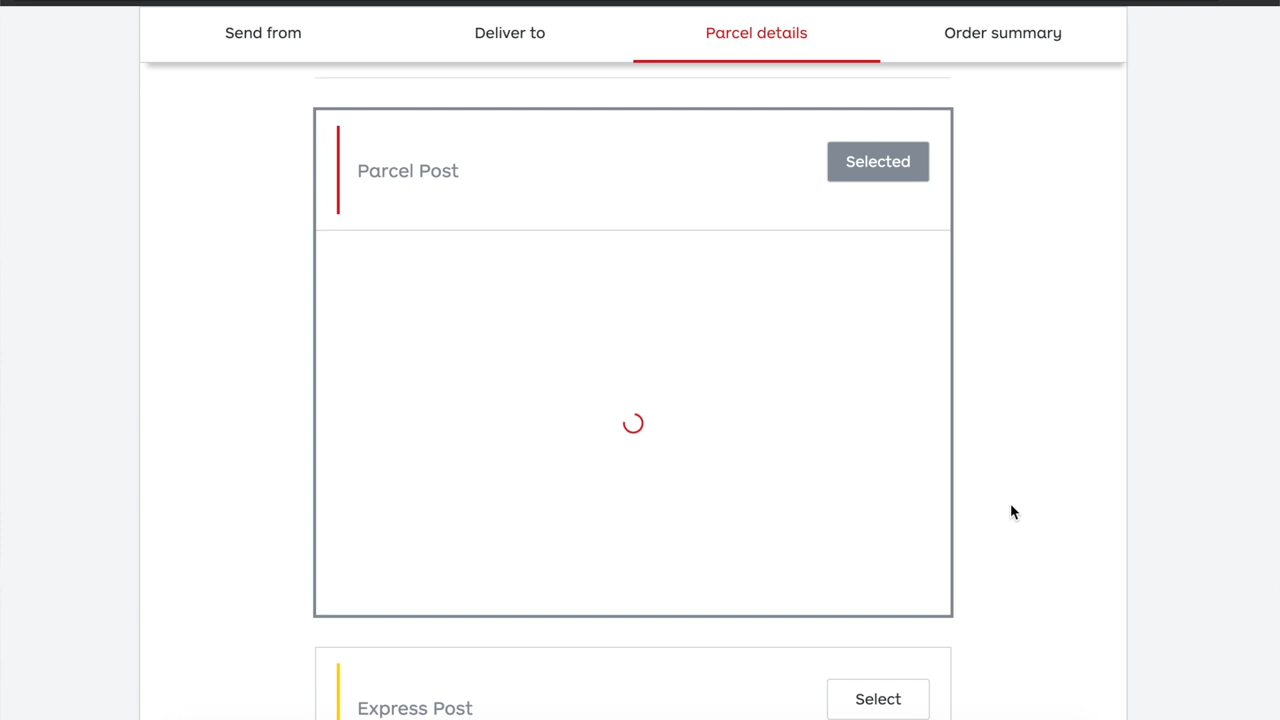 Send from
Deliver to
Parcel details
Order summary
Parcel Post
Selected
Express Post
Select